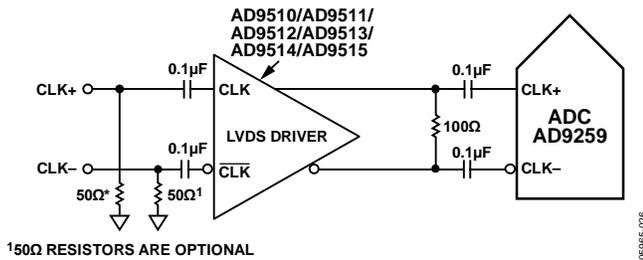 AD9510/AD9511/
AD9512/AD9513/
AD9514/AD9515
0.1µF
0.1µF
CLK+
CLK
CLK+
ADC
AD9259
LVDS DRIVER
100Ω
0.1µF
0.1µF
CLK–
CLK
CLK–
50Ω*
50Ω¹
¹50Ω RESISTORS ARE OPTIONAL
05965-026